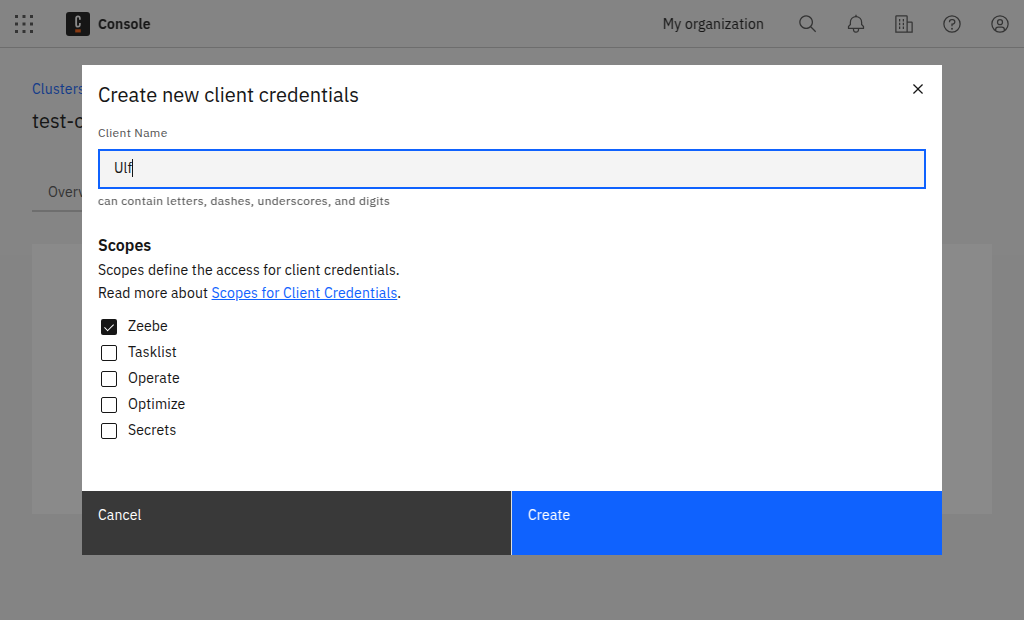 Console
My organization
Clusters
test-c
Overv
Create new client credentials
Client Name
Ulf
can contain letters, dashes, underscores, and digits
Scopes
Scopes define the access for client credentials.
Read more about Scopes for Client Credentials.
Zeebe
Tasklist
Operate
Optimize
Secrets
Cancel
Create